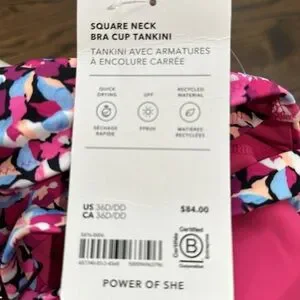 SQUARE NECK
BRA CUP TANKINI
TANKINI AVEC ARMATURES
À ENCOLURE CARRÉE
QUICK
DRYING
UPF
RECYCLED
MATERIAL
SÉCHAGE
RAPIDE
FPRUV
MATIÈRES
RECYCLÉES
US 36D/DD
CA 36D/DD
$84.00
Certified
B
Corporation
POWER OF SHE